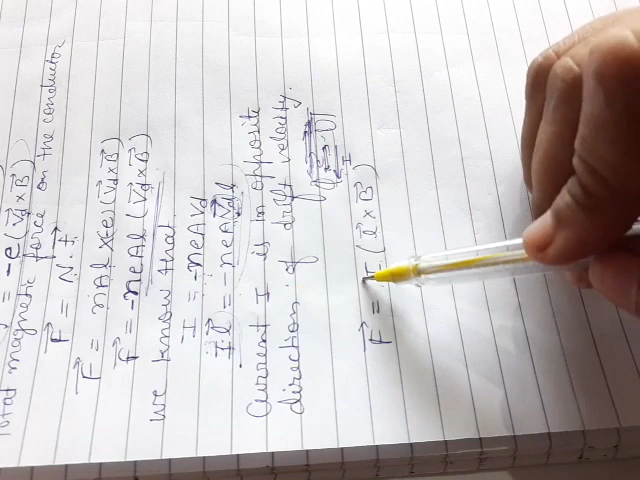 = -e (V⃗d × B⃗)
Total magnetic force on the conductor
F⃗ = N · f⃗
F⃗ = nAl × (-e) (V⃗d × B⃗)
F⃗ = -neAl (V⃗d × B⃗)
We know that
I = -neAVd
I l⃗ = -neAV⃗d l
Current I is in opposite
direction of drift velocity.
F⃗ = I (l⃗ × B⃗)